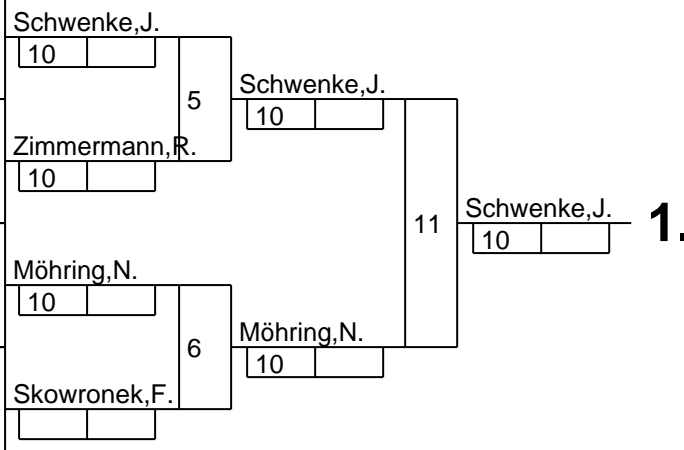 Schwenke,J.
10
5
Zimmermann,R.
10
Schwenke,J.
10
Möhring,N.
10
6
Skowronek,F.
Möhring,N.
10
11
Schwenke,J.
10
1.